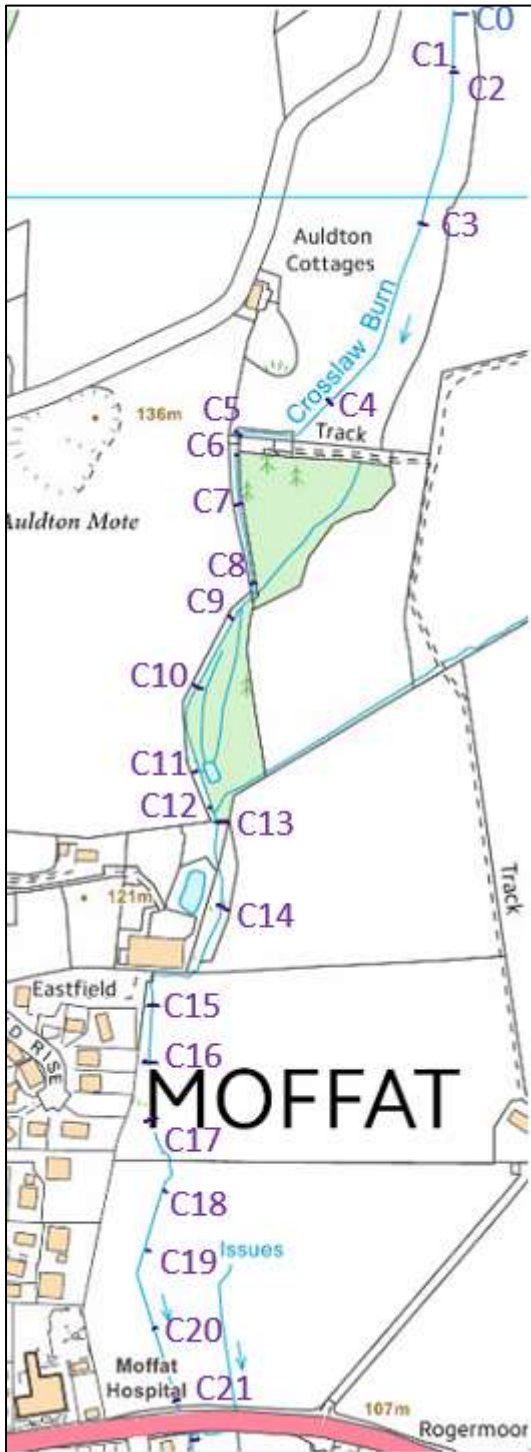 C0
C1
C2
C3
Auldton
Cottages
Crosslaw Burn
C4
136m
C5
Track
C6
C7
Auldton Mote
C8
C9
C10
C11
C12
C13
Track
121m
C14
Eastfield
C15
D RISE
C16
MOFFAT
C17
C18
C19
Issues
C20
Moffat
Hospital
C21
107m
Rogermoor